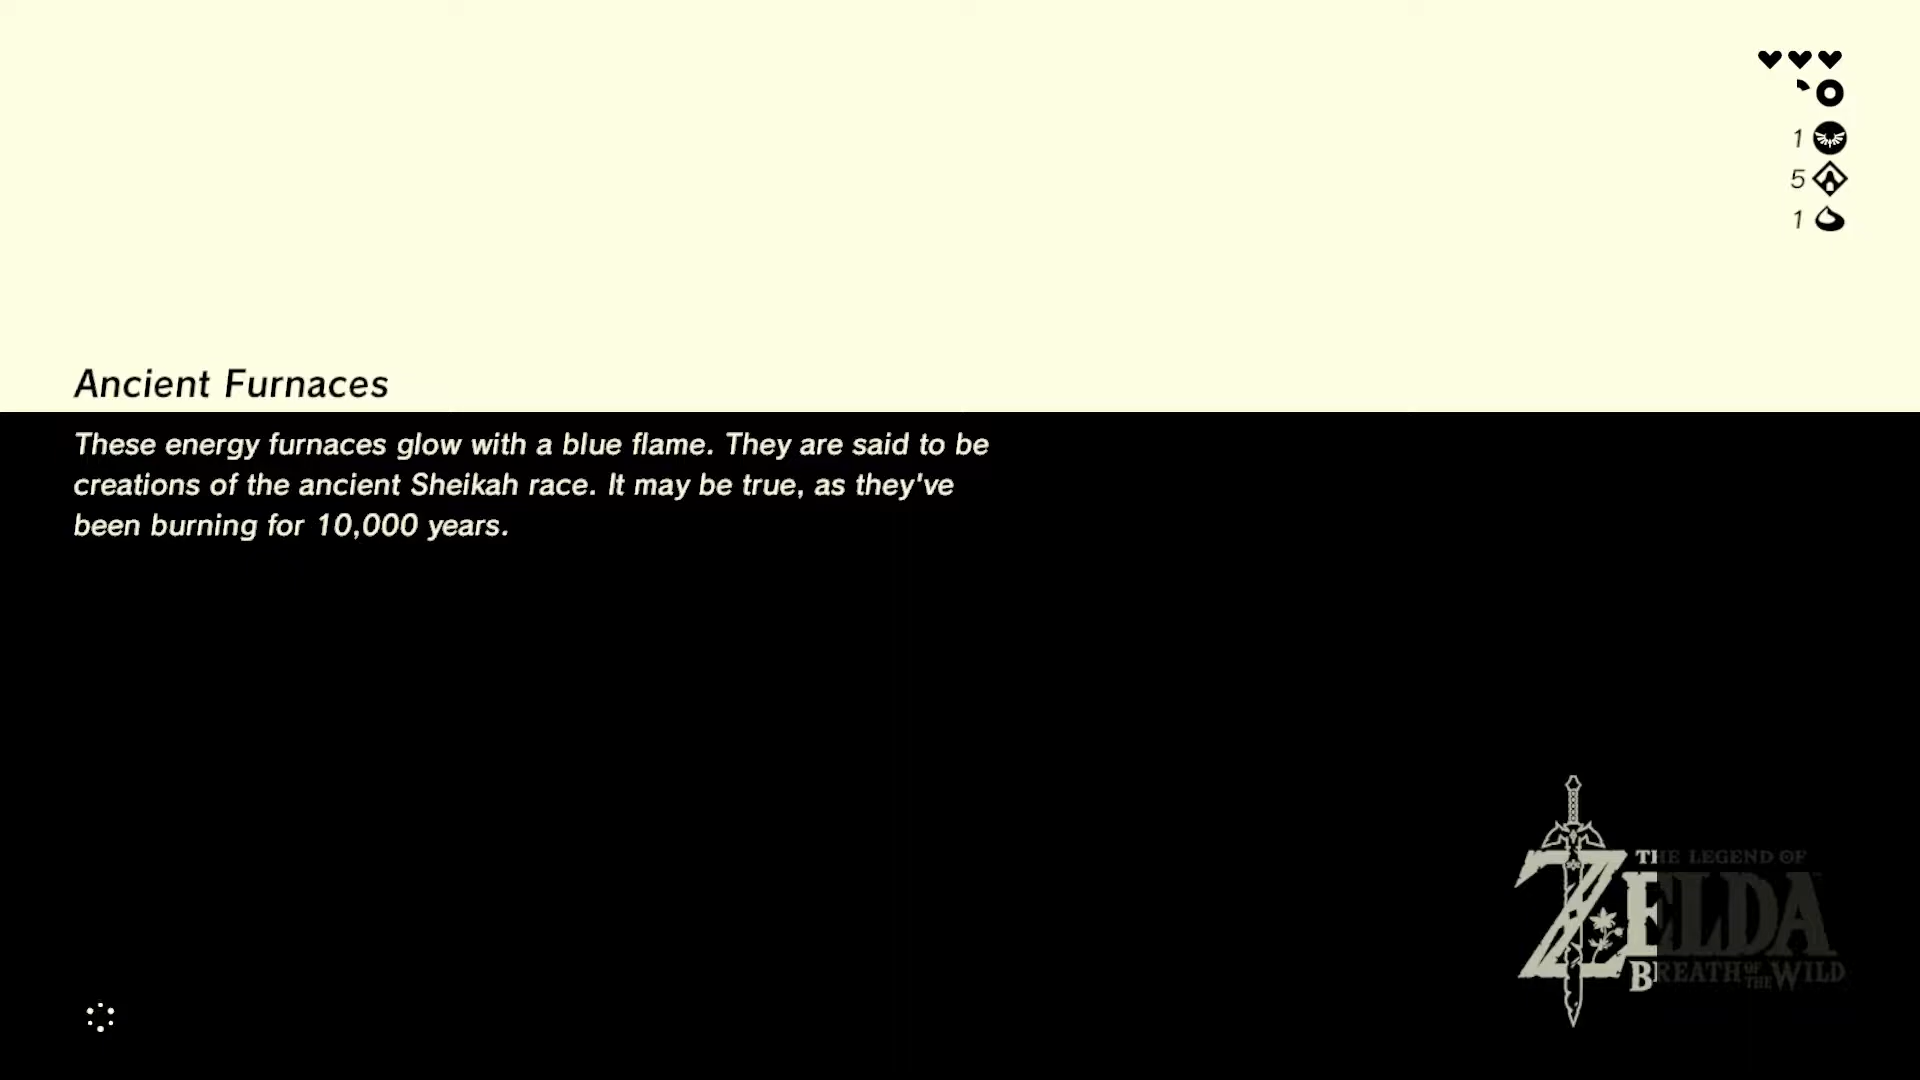 1
5
1
Ancient Furnaces
These energy furnaces glow with a blue flame. They are said to be
creations of the ancient Sheikah race. It may be true, as they've
been burning for 10,000 years.
THE LEGEND OF
ZELDA
BREATH OF THE WILD